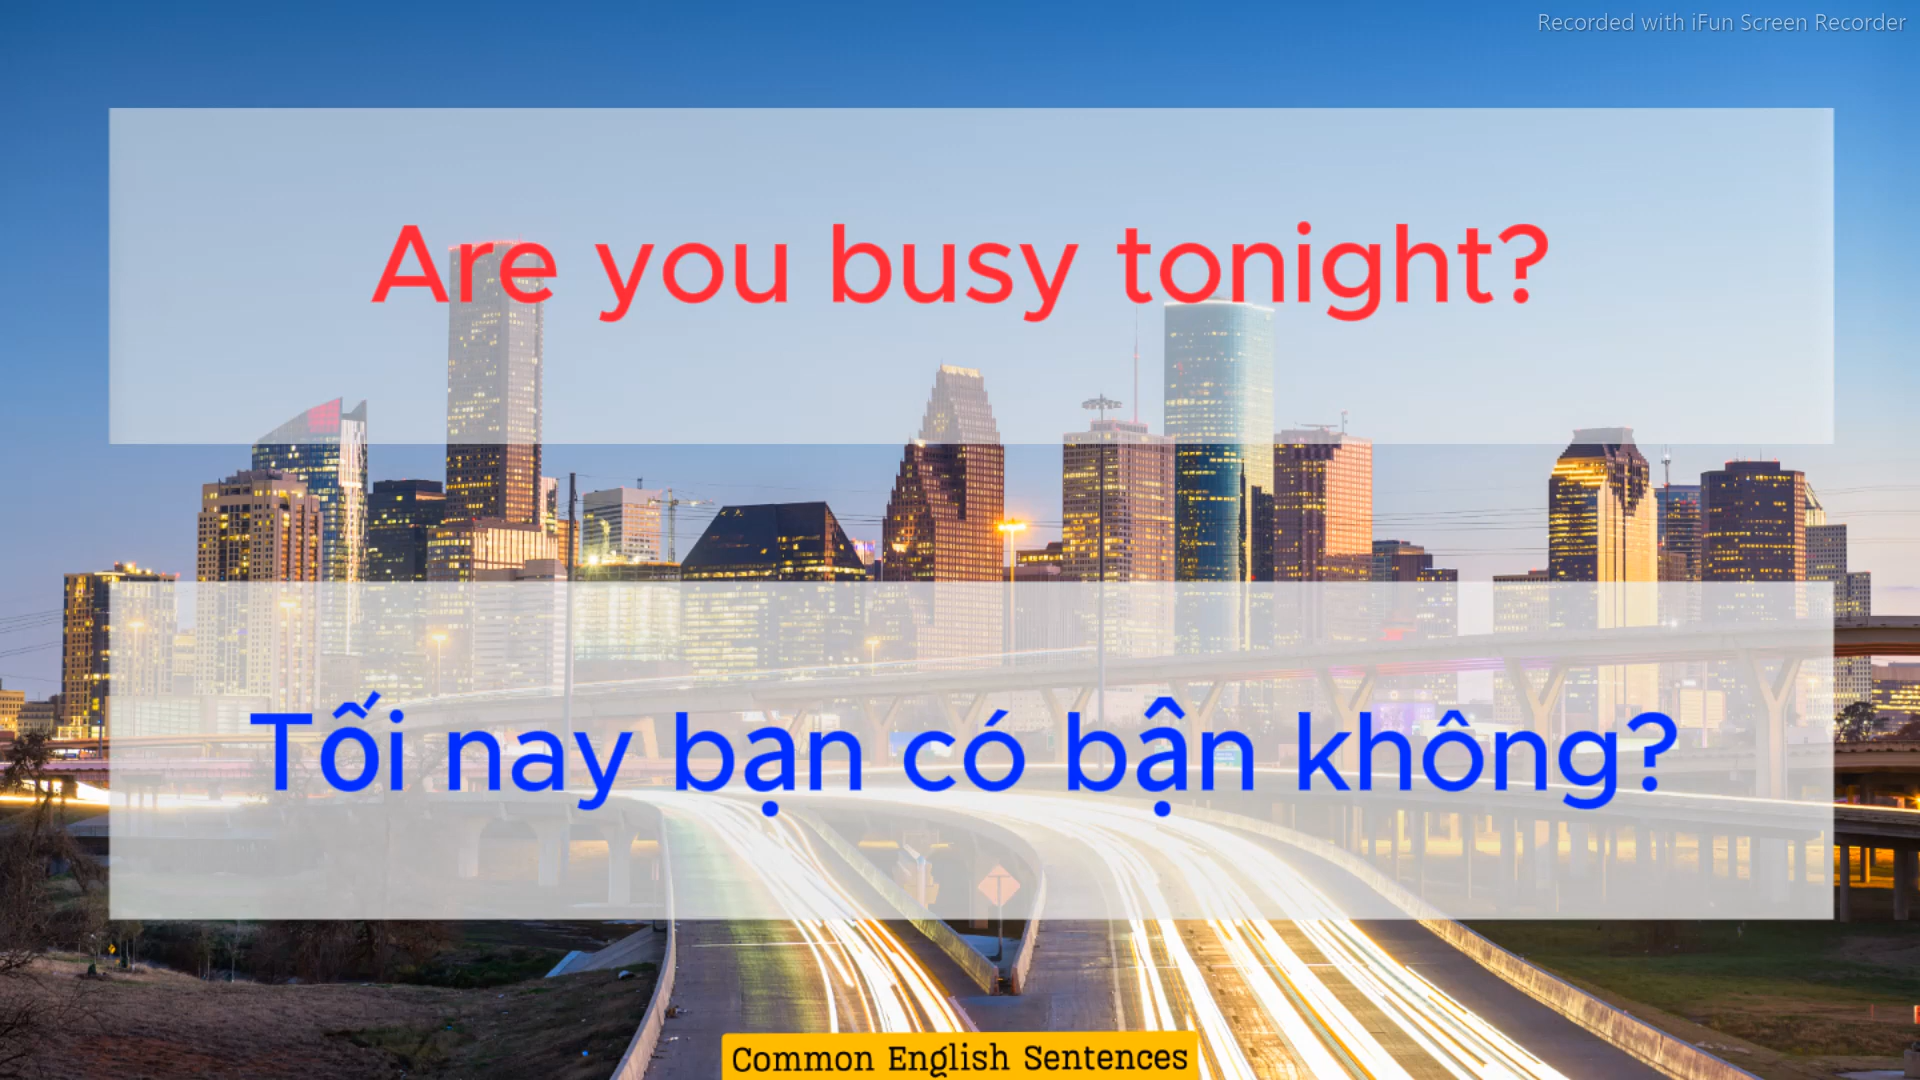 Recorded with iFun Screen Recorder
Are you busy tonight?
Tối nay bạn có bận không?
Common English Sentences